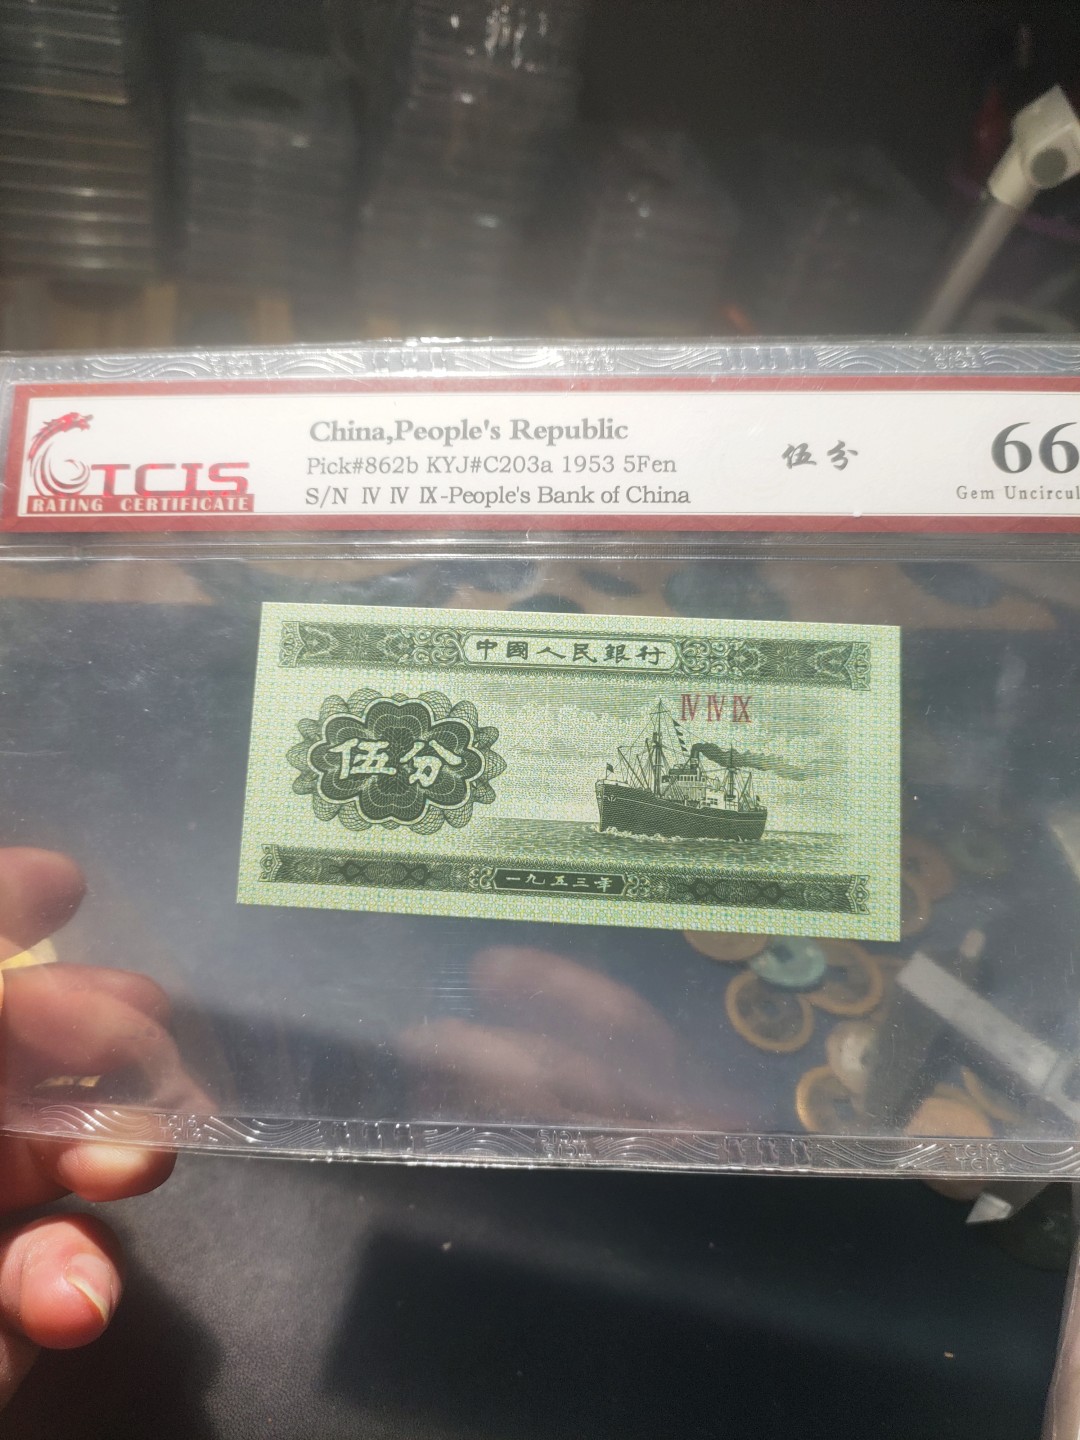 TCIS
RATING CERTIFICATE
China,People's Republic
Pick#862b KYJ#C203a 1953 5Fen
S/N Ⅳ Ⅳ Ⅸ-People's Bank of China
伍分
66
Gem Uncircul
中國人民銀行
ⅣⅣⅨ
伍分
一九五三年